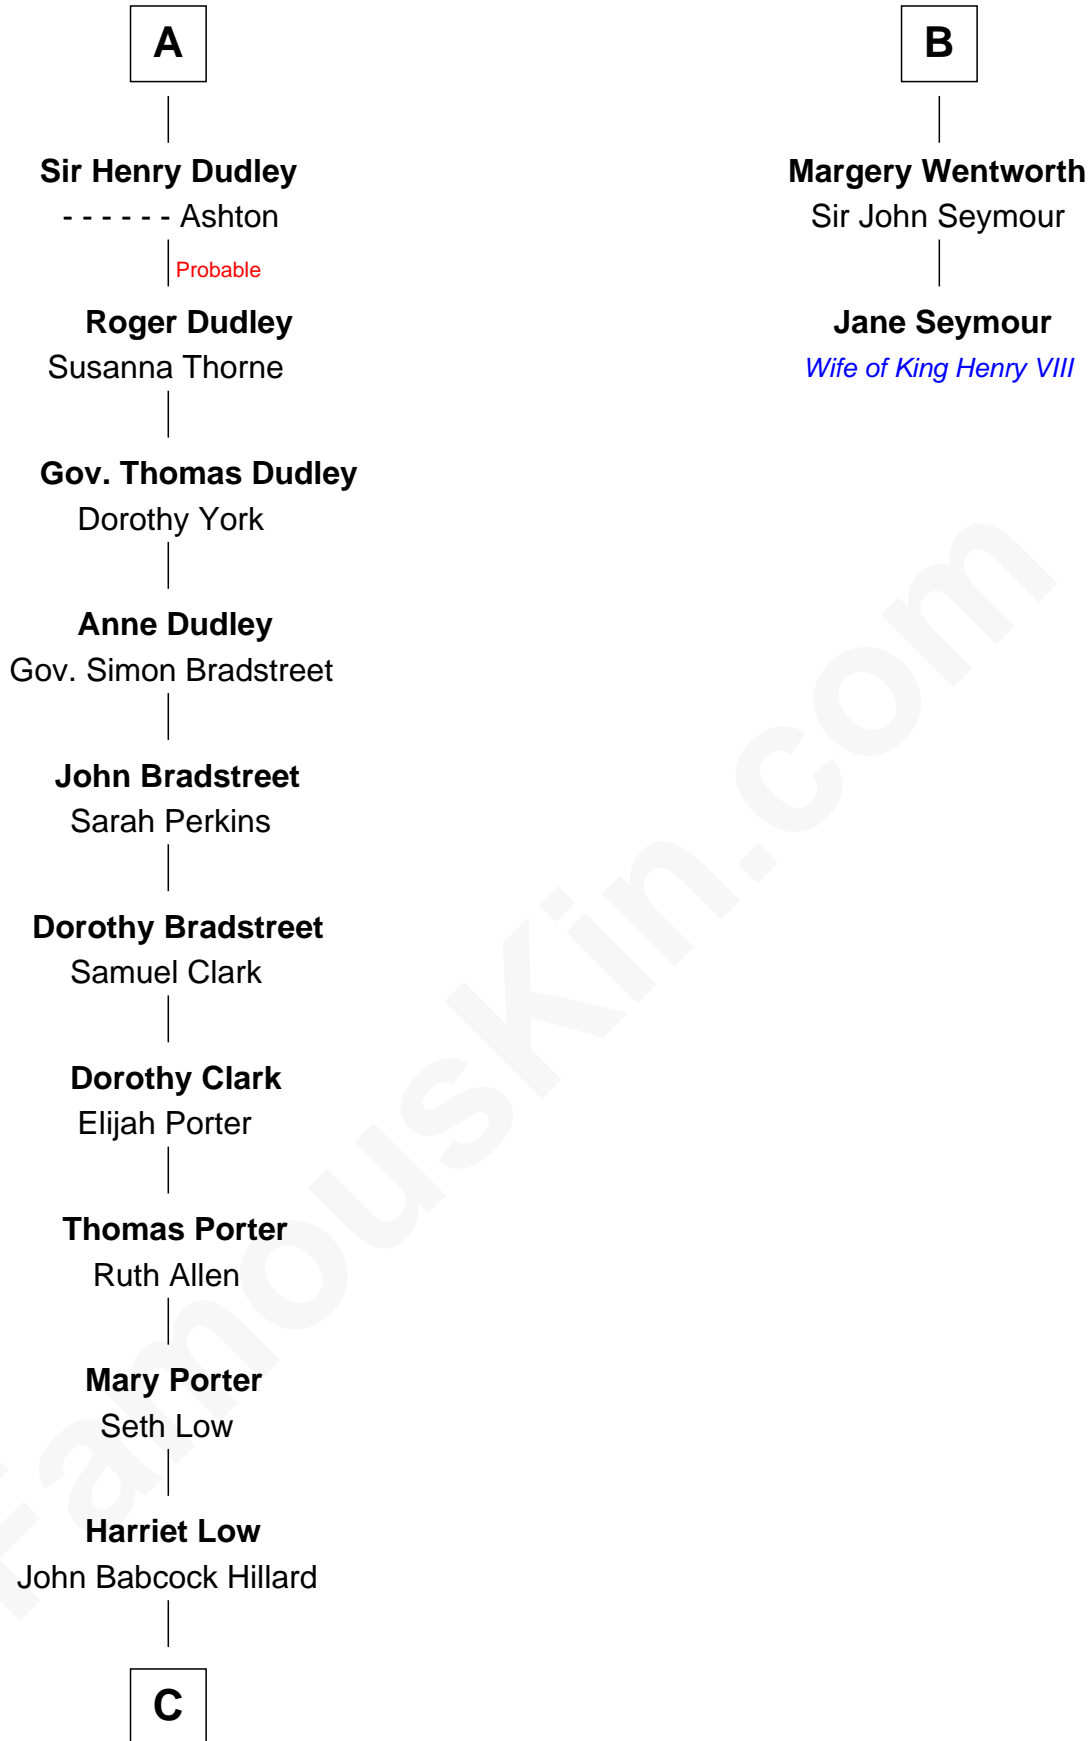 A
Sir Henry Dudley
- - - - - - Ashton
Probable
Roger Dudley
Susanna Thorne
Gov. Thomas Dudley
Dorothy York
Anne Dudley
Gov. Simon Bradstreet
John Bradstreet
Sarah Perkins
Dorothy Bradstreet
Samuel Clark
Dorothy Clark
Elijah Porter
Thomas Porter
Ruth Allen
Mary Porter
Seth Low
Harriet Low
John Babcock Hillard
C
B
Margery Wentworth
Sir John Seymour
Jane Seymour
Wife of King Henry VIII
FamousKin.com